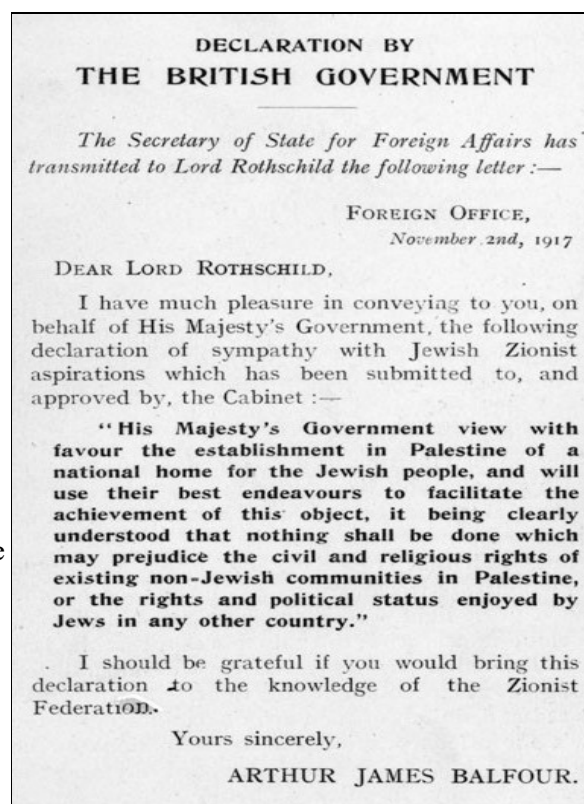 DECLARATION BY
THE BRITISH GOVERNMENT
The Secretary of State for Foreign Affairs has
transmitted to Lord Rothschild the following letter :—
FOREIGN OFFICE,
November 2nd, 1917
DEAR LORD ROTHSCHILD,
I have much pleasure in conveying to you, on
behalf of His Majesty's Government, the following
declaration of sympathy with Jewish Zionist
aspirations which has been submitted to, and
approved by, the Cabinet :—
"His Majesty's Government view with
favour the establishment in Palestine of a
national home for the Jewish people, and will
use their best endeavours to facilitate the
achievement of this object, it being clearly
understood that nothing shall be done which
may prejudice the civil and religious rights of
existing non-Jewish communities in Palestine,
or the rights and political status enjoyed by
Jews in any other country."
I should be grateful if you would bring this
declaration to the knowledge of the Zionist
Federation.
Yours sincerely,
ARTHUR JAMES BALFOUR.